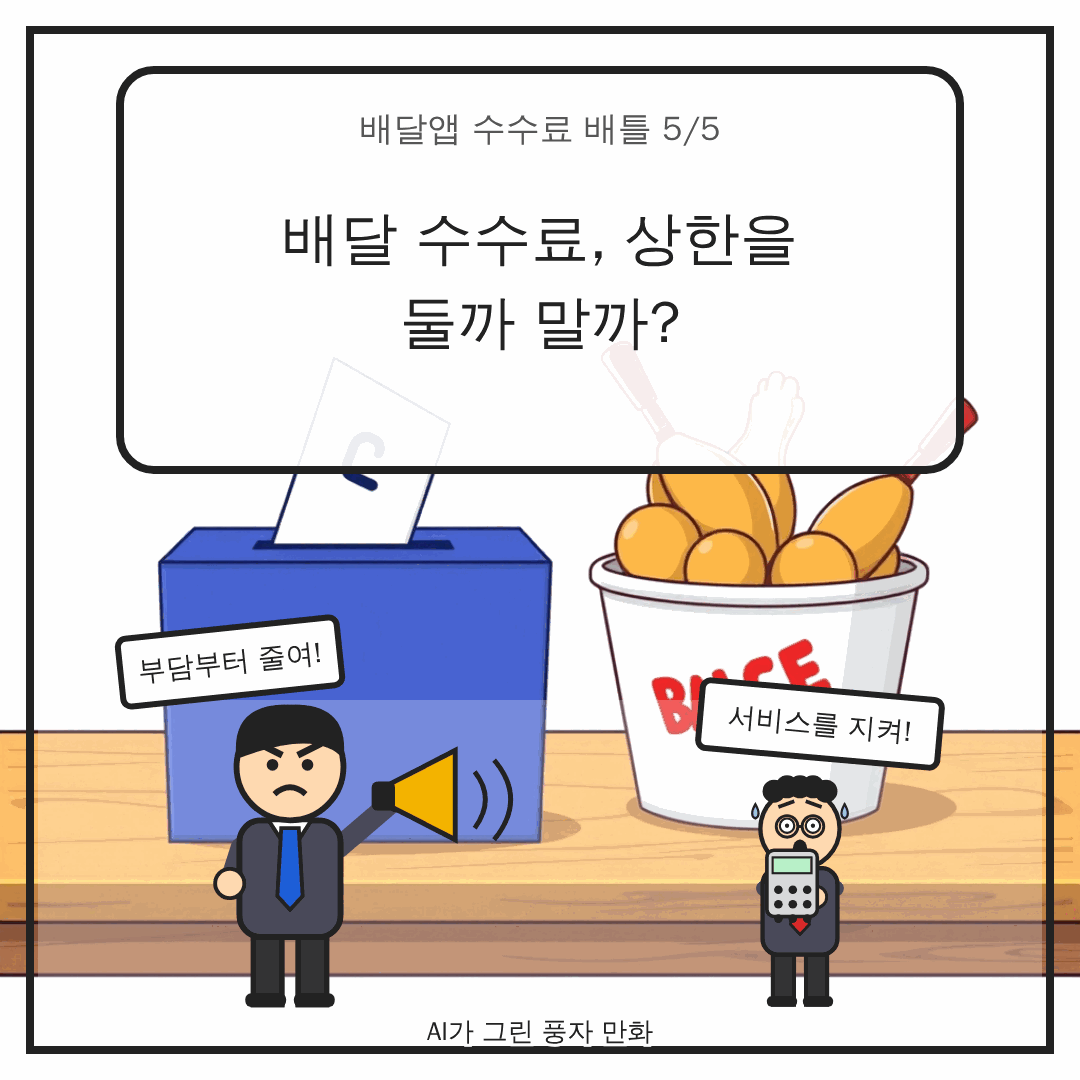 배달앱 수수료 배틀 5/5
배달 수수료, 상한을
둘까 말까?
부담부터 줄여!
서비스를 지켜!
AI가 그린 풍자 만화